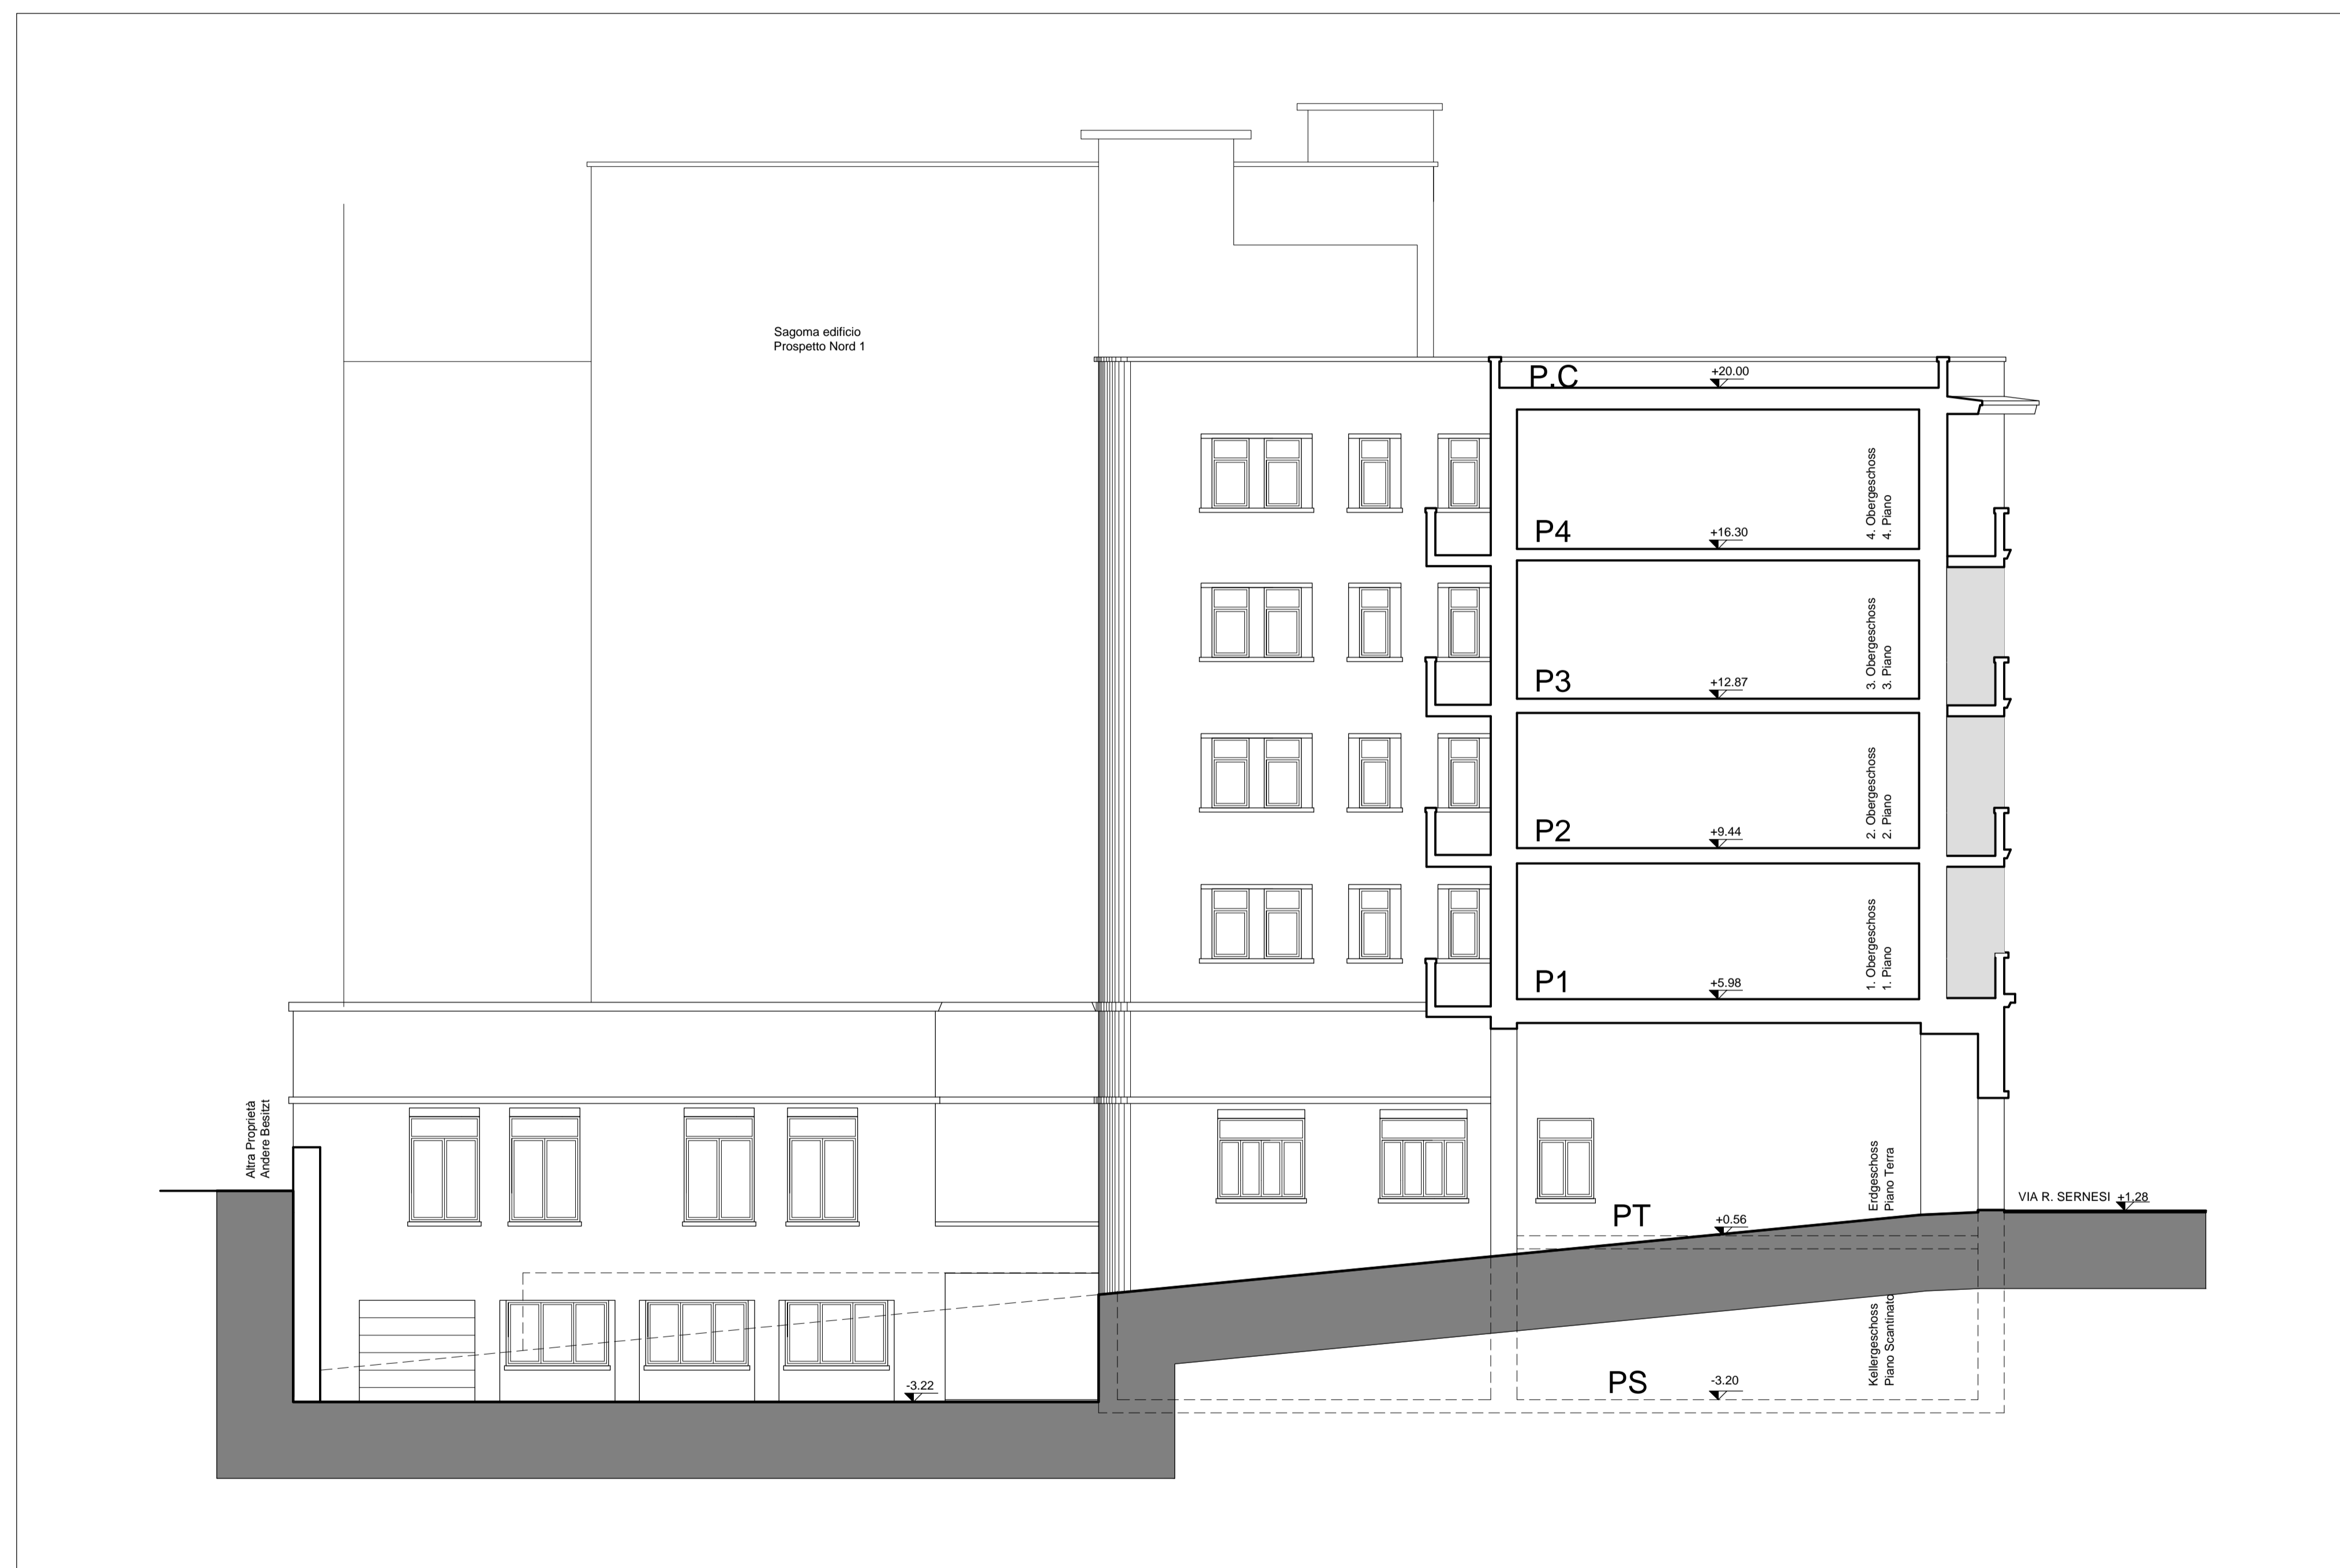 Sagoma edificio
Prospetto Nord 1
P.C
+20.00
4. Obergeschoss
4. Piano
P4
+16.30
3. Obergeschoss
3. Piano
P3
+12.87
2. Obergeschoss
2. Piano
P2
+9.44
1. Obergeschoss
1. Piano
P1
+5.98
Altra Proprietà
Andere Besitzt
Erdgeschoss
Piano Terra
VIA R. SERNESI +1,28
PT
+0.56
Kellergeschoss
Piano Scantinato
PS
-3.20
-3.22